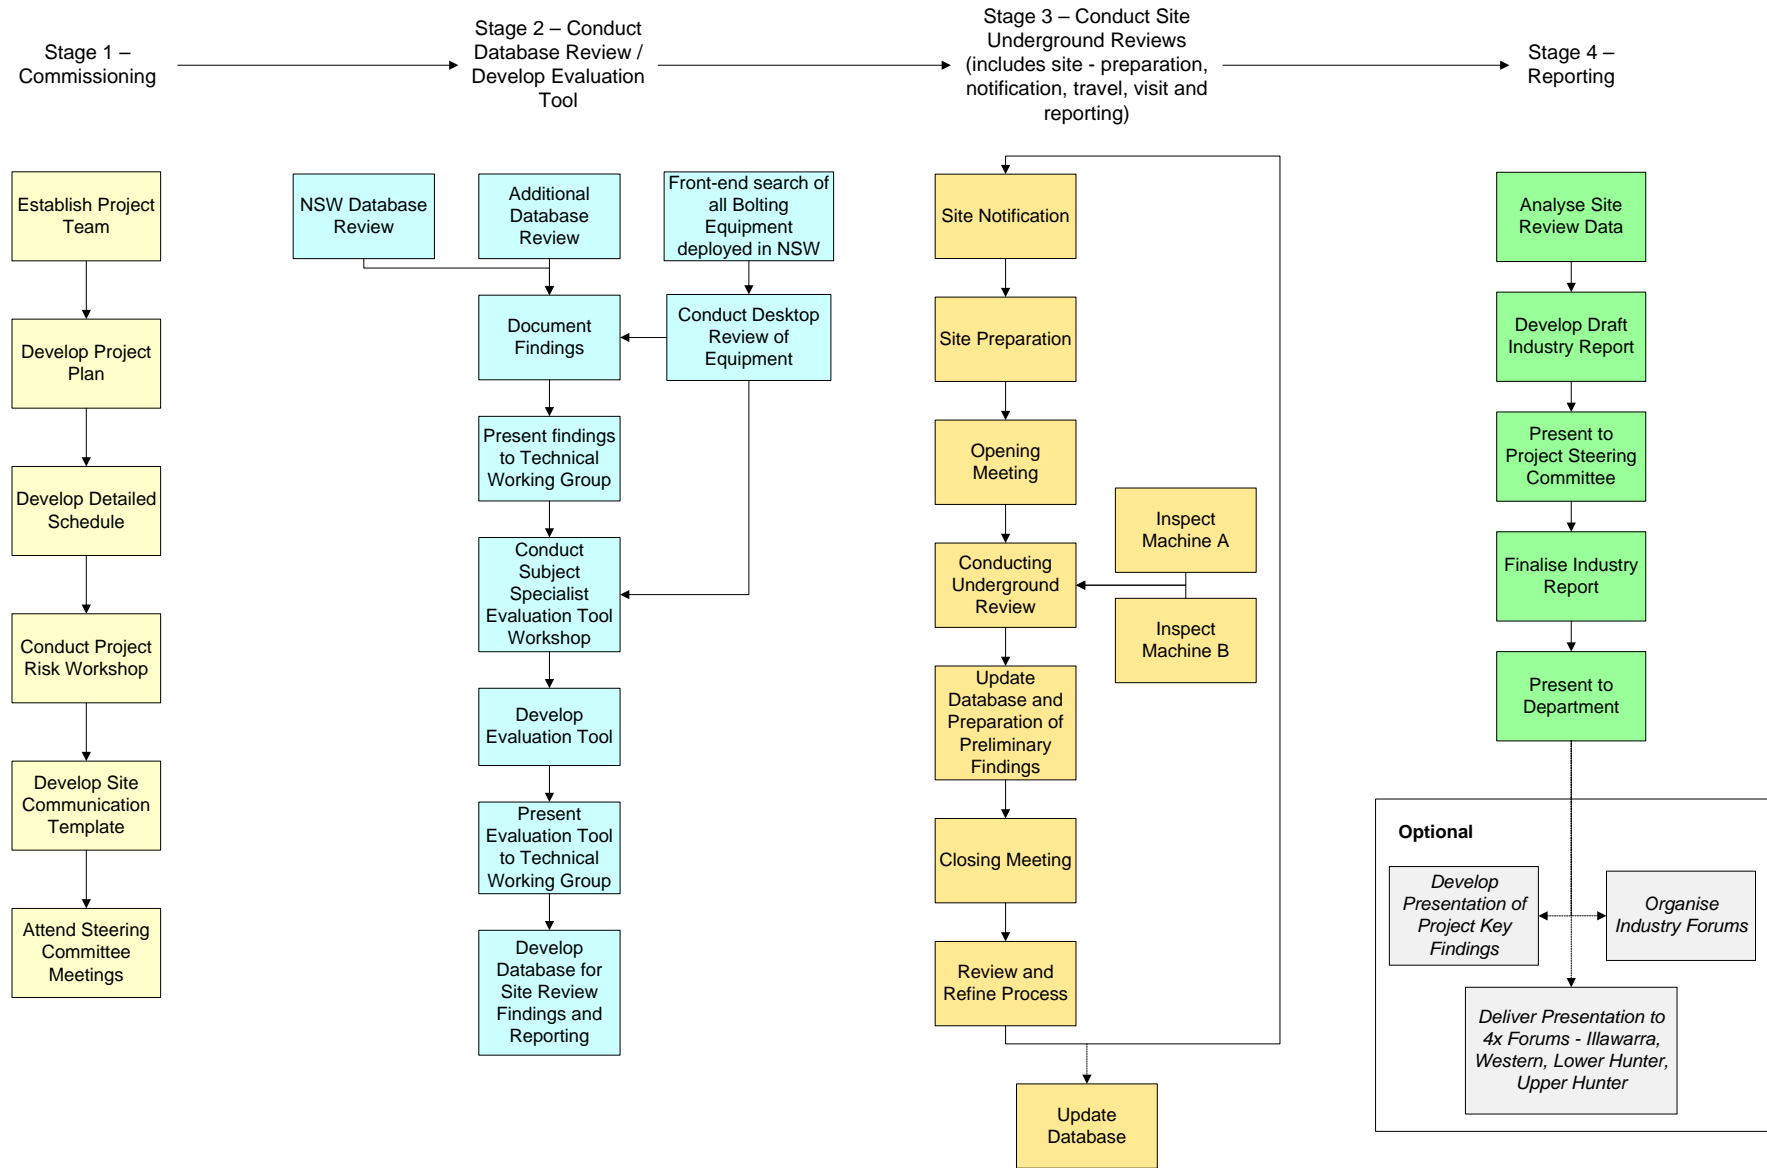 Stage 1 –
Commissioning
Stage 2 – Conduct
Database Review /
Develop Evaluation
Tool
Stage 3 – Conduct Site
Underground Reviews
(includes site - preparation,
notification, travel, visit and
reporting)
Stage 4 –
Reporting
Establish Project
Team
Develop Project
Plan
Develop Detailed
Schedule
Conduct Project
Risk Workshop
Develop Site
Communication
Template
Attend Steering
Committee
Meetings
NSW Database
Review
Additional
Database
Review
Front-end search of
all Bolting
Equipment
deployed in NSW
Document
Findings
Conduct Desktop
Review of
Equipment
Present findings
to Technical
Working Group
Conduct
Subject
Specialist
Evaluation Tool
Workshop
Develop
Evaluation Tool
Present
Evaluation Tool
to Technical
Working Group
Develop
Database for
Site Review
Findings and
Reporting
Site Notification
Site Preparation
Opening
Meeting
Inspect
Machine A
Conducting
Underground
Review
Inspect
Machine B
Update
Database and
Preparation of
Preliminary
Findings
Closing Meeting
Review and
Refine Process
Update
Database
Analyse Site
Review Data
Develop Draft
Industry Report
Present to
Project Steering
Committee
Finalise Industry
Report
Present to
Department
Optional
Develop
Presentation of
Project Key
Findings
Organise
Industry Forums
Deliver Presentation to
4x Forums - Illawarra,
Western, Lower Hunter,
Upper Hunter